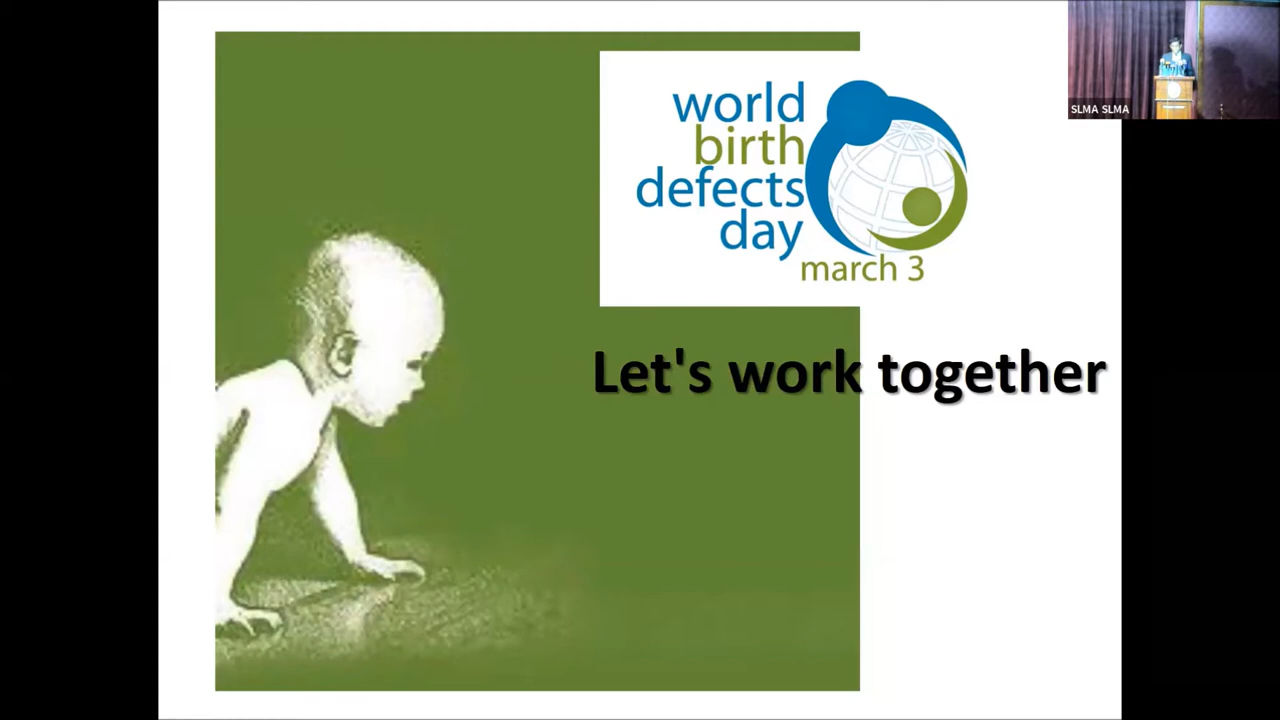 world
birth
defects
day
march 3
Let's work together
SLMA SLMA